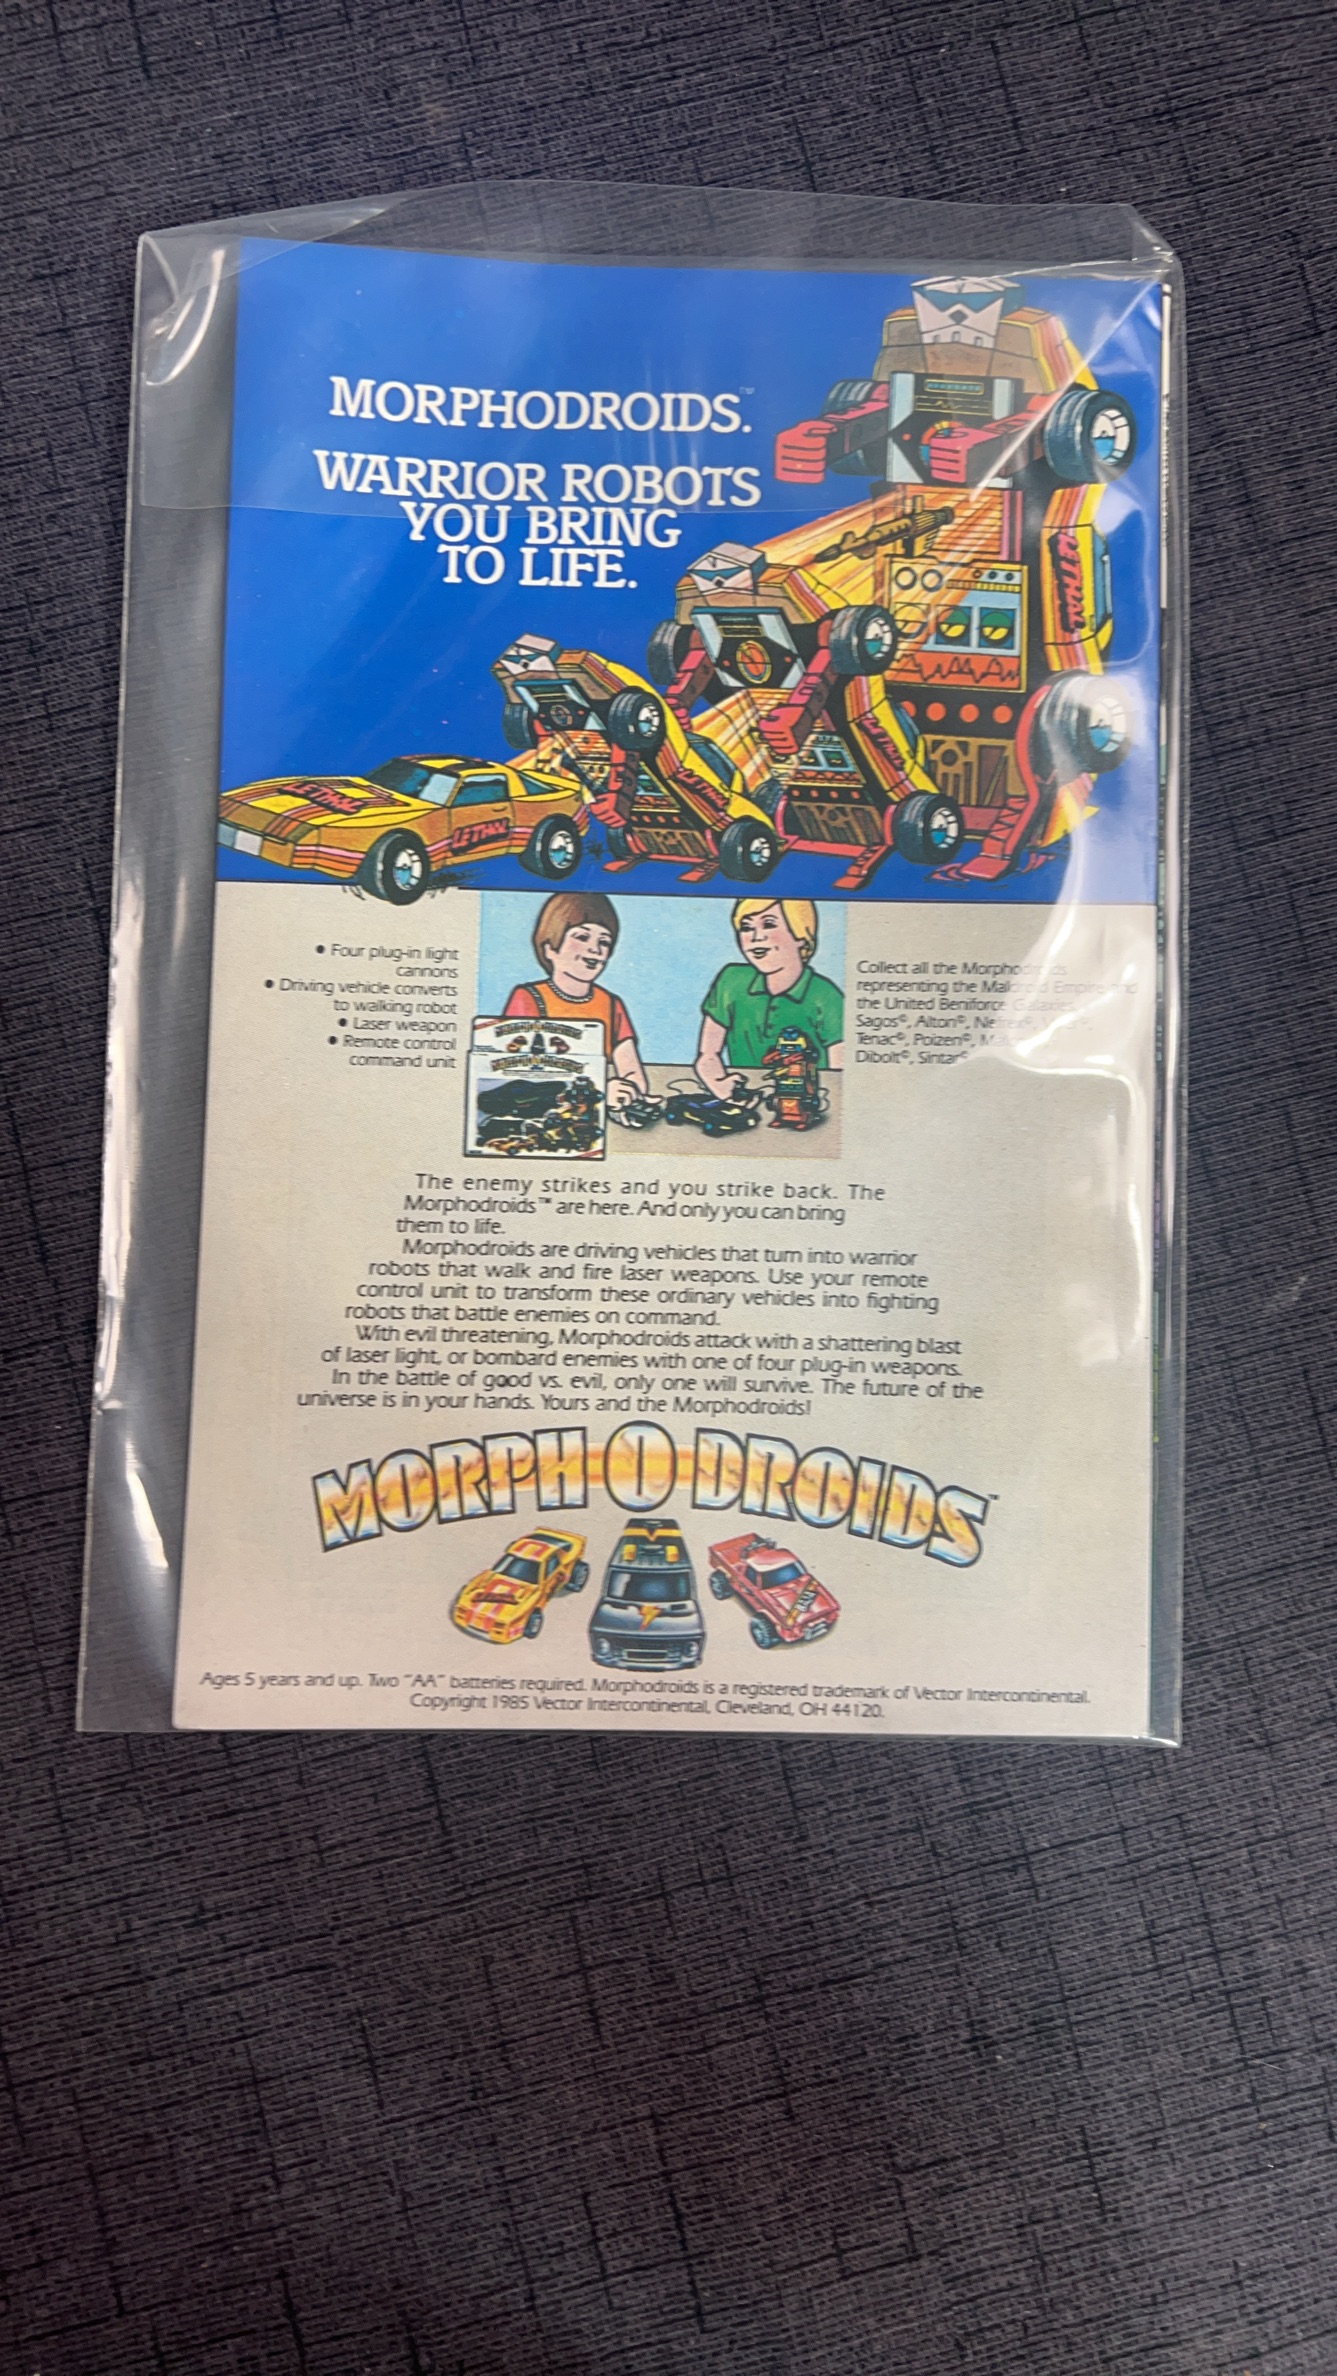 MORPHODROIDS.™
WARRIOR ROBOTS
YOU BRING
TO LIFE.
LETHAL
LETHAL
LETHAL
LETHAL
LETHAL
• Four plug-in light
cannons
• Driving vehicle converts
to walking robot
• Laser weapon
• Remote control
command unit
Collect all the Morphodroids
representing the Empire and
the United Beniforce Galaxies
Sagos©, Alton©,
Tenac©, Poizen©,
Dibolt©, Sintar©
The enemy strikes and you strike back. The
Morphodroids™ are here. And only you can bring
them to life.
Morphodroids are driving vehicles that turn into warrior
robots that walk and fire laser weapons. Use your remote
control unit to transform these ordinary vehicles into fighting
robots that battle enemies on command.
With evil threatening, Morphodroids attack with a shattering blast
of laser light, or bombard enemies with one of four plug-in weapons.
In the battle of good vs. evil, only one will survive. The future of the
universe is in your hands. Yours and the Morphodroids!
MORPH O DROIDS™
Ages 5 years and up. Two "AA" batteries required. Morphodroids is a registered trademark of Vector Intercontinental.
Copyright 1985 Vector Intercontinental, Cleveland, OH 44120.